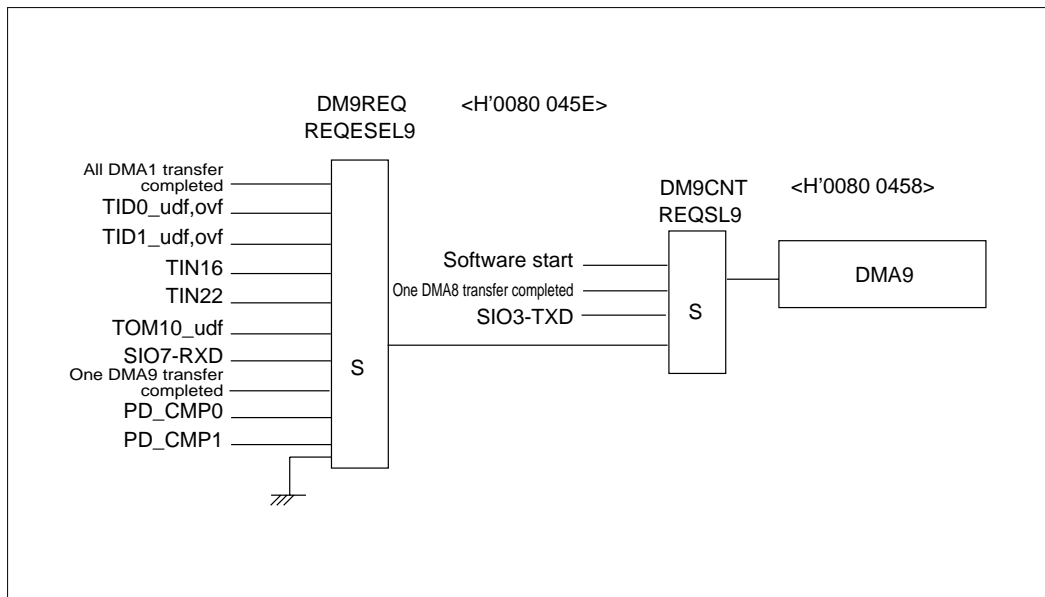 DM9REQ <H'0080 045E>
REQESEL9
All DMA1 transfer
completed
TID0_udf,ovf
TID1_udf,ovf
TIN16
TIN22
TOM10_udf
SIO7-RXD
One DMA9 transfer
completed
PD_CMP0
PD_CMP1
S
DM9CNT <H'0080 0458>
REQSL9
Software start
One DMA8 transfer completed
SIO3-TXD
S
DMA9